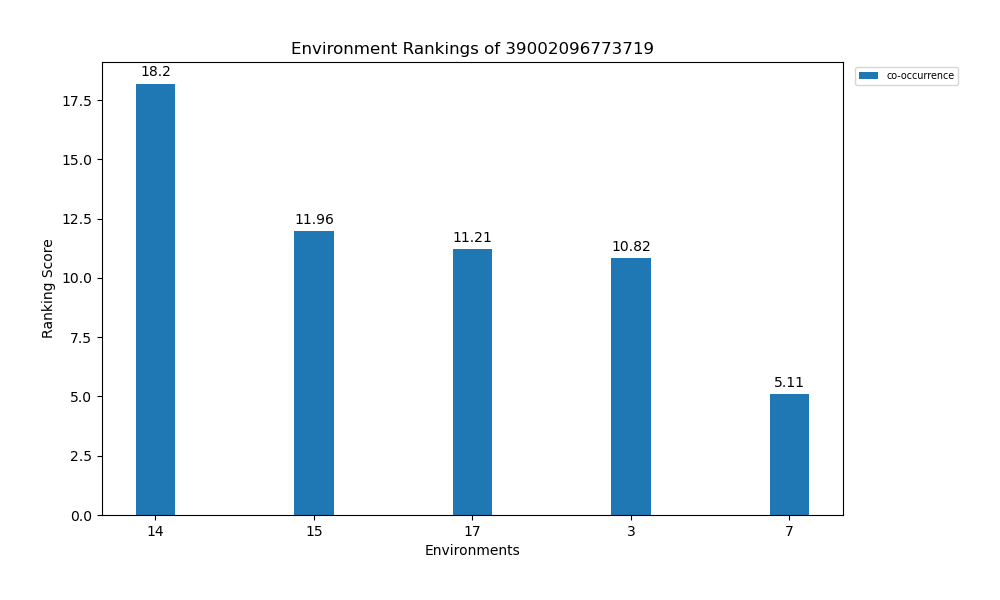 Environment Rankings of 39002096773719
co-occurrence
18.2
11.96
11.21
10.82
5.11
17.5
15.0
12.5
10.0
7.5
5.0
2.5
0.0
Ranking Score
14 15 17 3 7
Environments